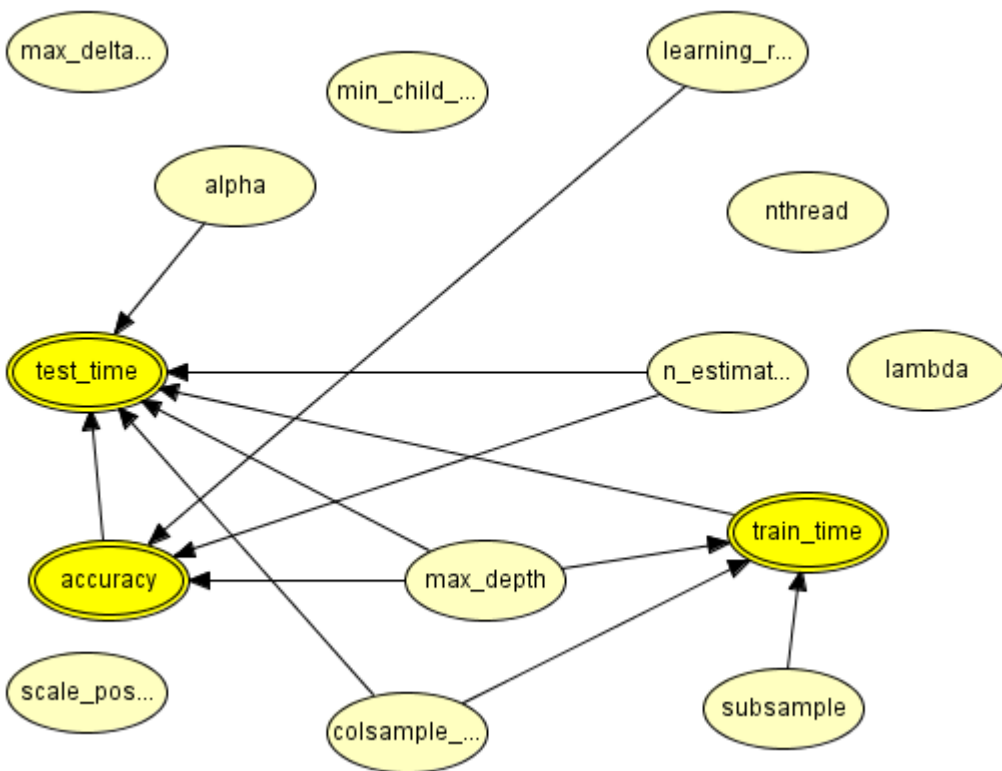 max_delta...
min_child_...
learning_r...
alpha
nthread
test_time
n_estimat...
lambda
train_time
accuracy
max_depth
scale_pos...
colsample_...
subsample